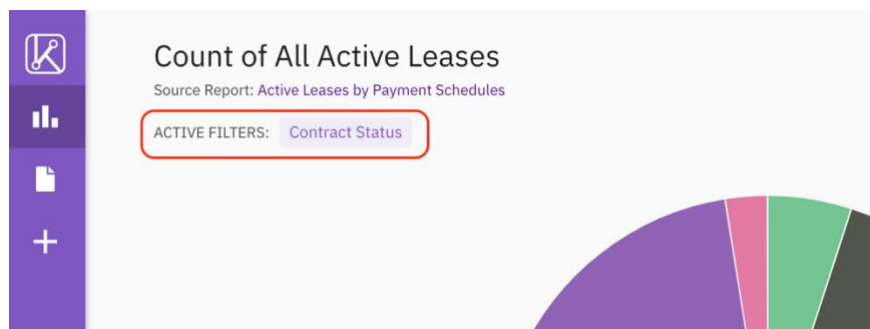 Count of All Active Leases
Source Report: Active Leases by Payment Schedules
ACTIVE FILTERS: Contract Status